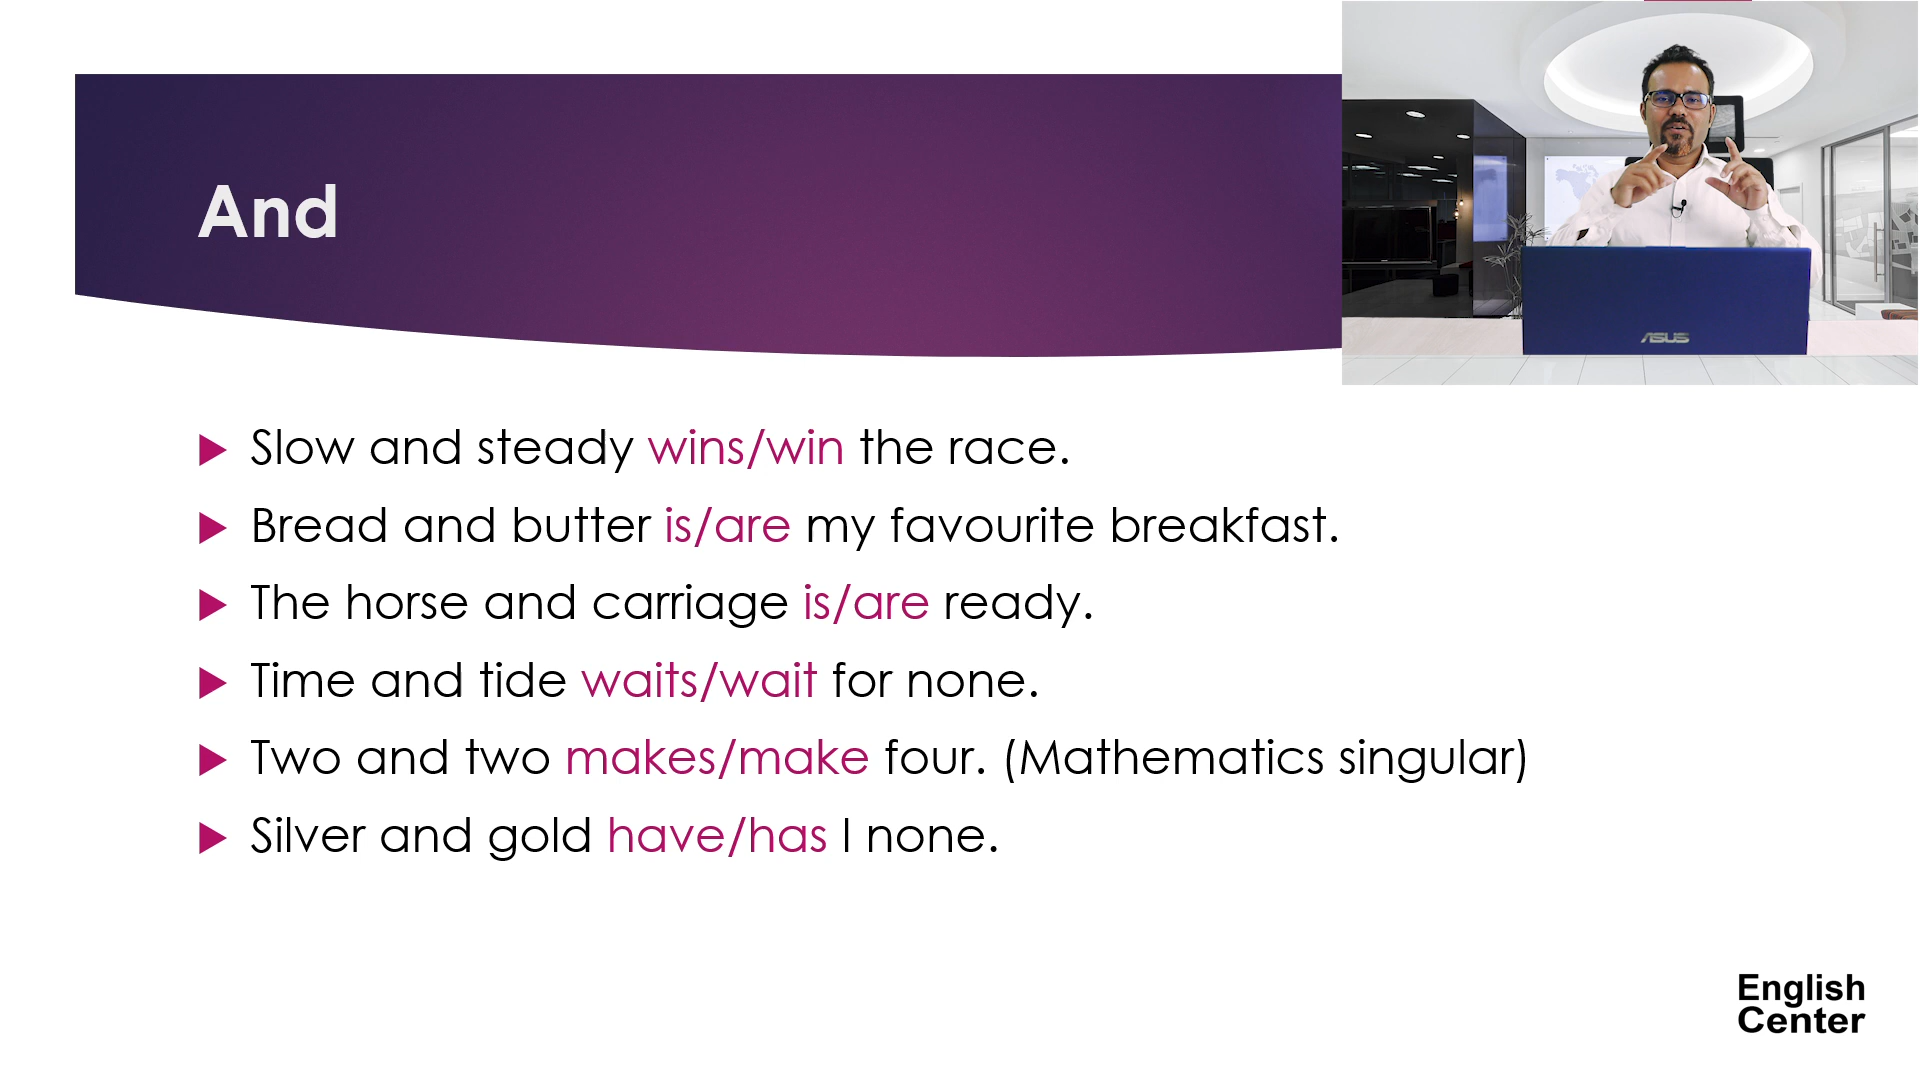 And
Slow and steady wins/win the race.
Bread and butter is/are my favourite breakfast.
The horse and carriage is/are ready.
Time and tide waits/wait for none.
Two and two makes/make four. (Mathematics singular)
Silver and gold have/has I none.
ASUS
English
Center